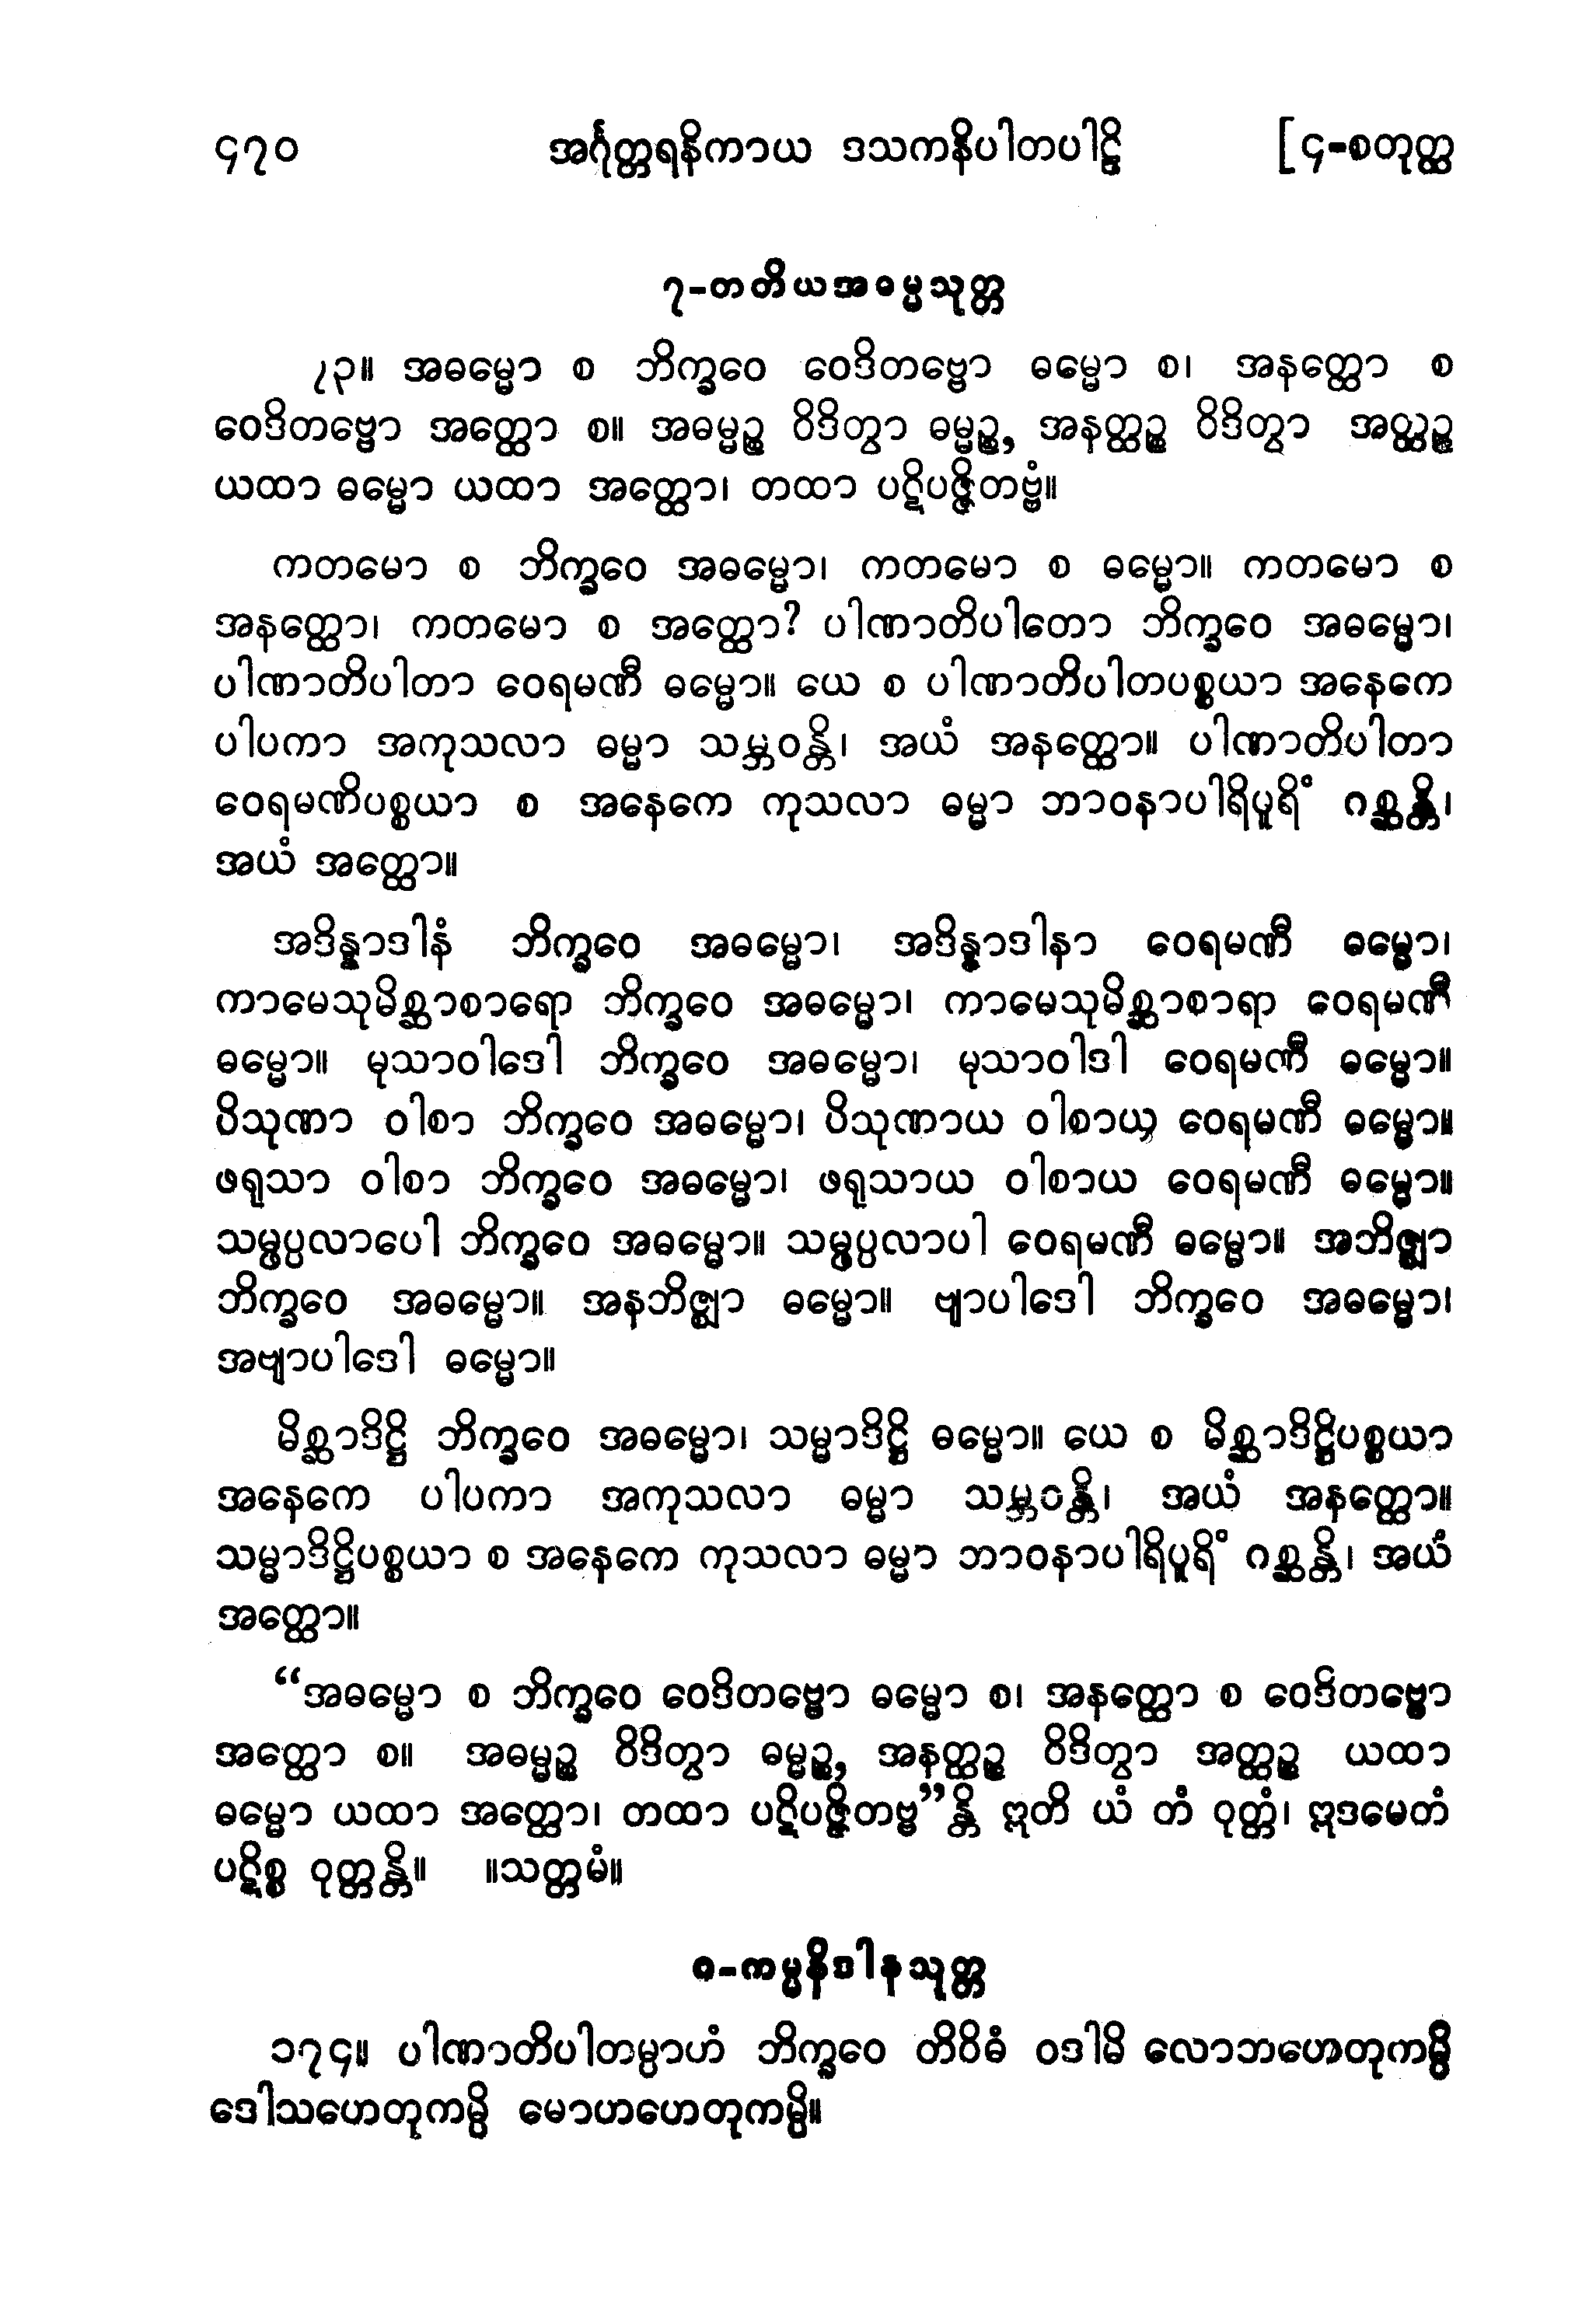 ၄၇၀ အင်္ဂုတ္တရနိကာယ ဒသကနိပါတပါဠိ [၄-စတုတ္ထ
၇-တတိယအဓမ္မသုတ္တ
၇၃။ အဓမ္မော စ ဘိက္ခဝေ ဝေဒိတဗ္ဗော ဓမ္မော စ၊ အနတ္ထော စ
ဝေဒိတဗ္ဗော အတ္ထော စ။ အဓမ္မဉ္စ ဝိဒိတွာ ဓမ္မဉ္စ, အနတ္ထဉ္စ ဝိဒိတွာ အတ္ထဉ္စ
ယထာ ဓမ္မော ယထာ အတ္ထော၊ တထာ ပဋိပဇ္ဇိတဗ္ဗံ။
ကတမော စ ဘိက္ခဝေ အဓမ္မော၊ ကတမော စ ဓမ္မော။ ကတမော စ
အနတ္ထော၊ ကတမော စ အတ္ထော? ပါဏာတိပါတော ဘိက္ခဝေ အဓမ္မော၊
ပါဏာတိပါတာ ဝေရမဏီ ဓမ္မော။ ယေ စ ပါဏာတိပါတပစ္စယာ အနေကေ
ပါပကာ အကုသလာ ဓမ္မာ သမ္ဘဝန္တိ၊ အယံ အနတ္ထော။ ပါဏာတိပါတာ
ဝေရမဏိပစ္စယာ စ အနေကေ ကုသလာ ဓမ္မာ ဘာဝနာပါရိပူရိံ ဂစ္ဆန္တိ၊
အယံ အတ္ထော။
အဒိန္နာဒါနံ ဘိက္ခဝေ အဓမ္မော၊ အဒိန္နာဒါနာ ဝေရမဏီ ဓမ္မော၊
ကာမေသုမိစ္ဆာစာရော ဘိက္ခဝေ အဓမ္မော၊ ကာမေသုမိစ္ဆာစာရာ ဝေရမဏီ
ဓမ္မော။ မုသာဝါဒေါ ဘိက္ခဝေ အဓမ္မော၊ မုသာဝါဒါ ဝေရမဏီ ဓမ္မော။
ပိသုဏာ ဝါစာ ဘိက္ခဝေ အဓမ္မော၊ ပိသုဏာယ ဝါစာယ ဝေရမဏီ ဓမ္မော။
ဖရုသာ ဝါစာ ဘိက္ခဝေ အဓမ္မော၊ ဖရုသာယ ဝါစာယ ဝေရမဏီ ဓမ္မော။
သမ္ဖပ္ပလာပေါ ဘိက္ခဝေ အဓမ္မော။ သမ္ဖပ္ပလာပါ ဝေရမဏီ ဓမ္မော။ အဘိဇ္ဈာ
ဘိက္ခဝေ အဓမ္မော။ အနဘိဇ္ဈာ ဓမ္မော။ ဗျာပါဒေါ ဘိက္ခဝေ အဓမ္မော၊
အဗျာပါဒေါ ဓမ္မော။
မိစ္ဆာဒိဋ္ဌိ ဘိက္ခဝေ အဓမ္မော၊ သမ္မာဒိဋ္ဌိ ဓမ္မော။ ယေ စ မိစ္ဆာဒိဋ္ဌိပစ္စယာ
အနေကေ ပါပကာ အကုသလာ ဓမ္မာ သမ္ဘဝန္တိ၊ အယံ အနတ္ထော။
သမ္မာဒိဋ္ဌိပစ္စယာ စ အနေကေ ကုသလာ ဓမ္မာ ဘာဝနာပါရိပူရိံ ဂစ္ဆန္တိ၊ အယံ
အတ္ထော။
“အဓမ္မော စ ဘိက္ခဝေ ဝေဒိတဗ္ဗော ဓမ္မော စ၊ အနတ္ထော စ ဝေဒိတဗ္ဗော
အတ္ထော စ။ အဓမ္မဉ္စ ဝိဒိတွာ ဓမ္မဉ္စ, အနတ္ထဉ္စ ဝိဒိတွာ အတ္ထဉ္စ ယထာ
ဓမ္မော ယထာ အတ္ထော၊ တထာ ပဋိပဇ္ဇိတဗ္ဗ”န္တိ ဣတိ ယံ တံ ဝုတ္တံ၊ ဣဒမေတံ
ပဋိစ္စ ဝုတ္တန္တိ။ ။သတ္တမံ။
၈-ကမ္မနိဒါနသုတ္တ
၁၇၄။ ပါဏာတိပါတမ္ပာဟံ ဘိက္ခဝေ တိဝိဓံ ဝဒါမိ လောဘဟေတုကမ္ပိ
ဒေါသဟေတုကမ္ပိ မောဟဟေတုကမ္ပိ။